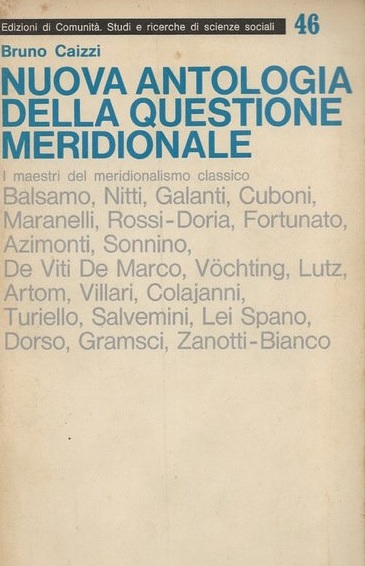 Edizioni di Comunità. Studi e ricerche di scienze sociali 46
Bruno Caizzi
NUOVA ANTOLOGIA
DELLA QUESTIONE
MERIDIONALE
I maestri del meridionalismo classico
Balsamo, Nitti, Galanti, Cuboni,
Maranelli, Rossi-Doria, Fortunato,
Azimonti, Sonnino,
De Viti De Marco, Vöchting, Lutz,
Artom, Villari, Colajanni,
Turiello, Salvemini, Lei Spano,
Dorso, Gramsci, Zanotti-Bianco